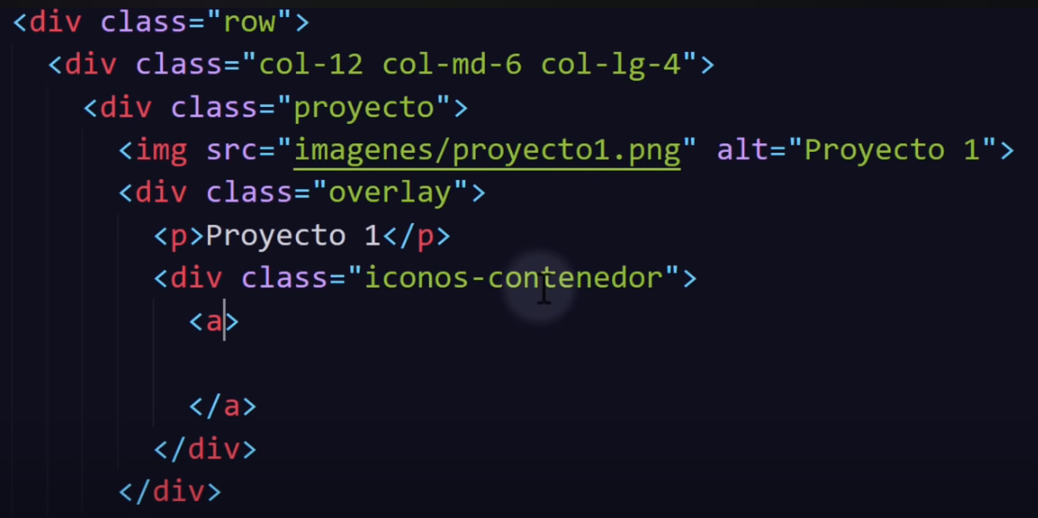 <div class="row">
<div class="col-12 col-md-6 col-lg-4">
<div class="proyecto">
<img src="imagenes/proyecto1.png" alt="Proyecto 1">
<div class="overlay">
<p>Proyecto 1</p>
<div class="iconos-contenedor">
<a>
</a>
</div>
</div>